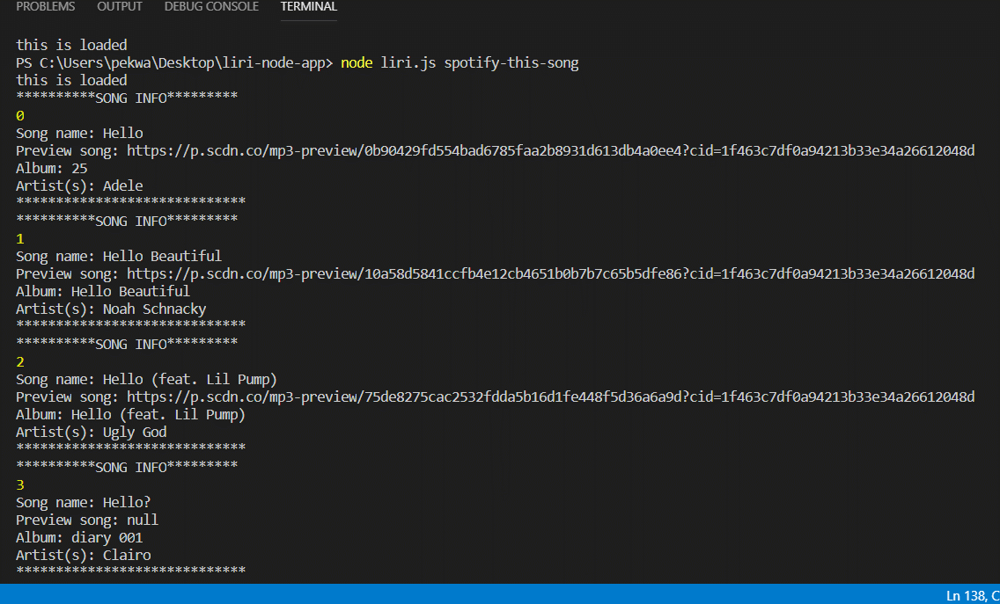 PROBLEMS OUTPUT DEBUG CONSOLE TERMINAL
this is loaded
PS C:\Users\pekwa\Desktop\liri-node-app> node liri.js spotify-this-song
this is loaded
**********SONG INFO*********
0
Song name: Hello
Preview song: https://p.scdn.co/mp3-preview/0b90429fd554bad6785faa2b8931d613db4a0ee4?cid=1f463c7df0a94213b33e34a26612048d
Album: 25
Artist(s): Adele
*****************************
**********SONG INFO*********
1
Song name: Hello Beautiful
Preview song: https://p.scdn.co/mp3-preview/10a58d5841ccfb4e12cb4651b0b7b7c65b5dfe86?cid=1f463c7df0a94213b33e34a26612048d
Album: Hello Beautiful
Artist(s): Noah Schnacky
*****************************
**********SONG INFO*********
2
Song name: Hello (feat. Lil Pump)
Preview song: https://p.scdn.co/mp3-preview/75de8275cac2532fdda5b16d1fe448f5d36a6a9d?cid=1f463c7df0a94213b33e34a26612048d
Album: Hello (feat. Lil Pump)
Artist(s): Ugly God
*****************************
**********SONG INFO*********
3
Song name: Hello?
Preview song: null
Album: diary 001
Artist(s): Clairo
*****************************
Ln 138, C